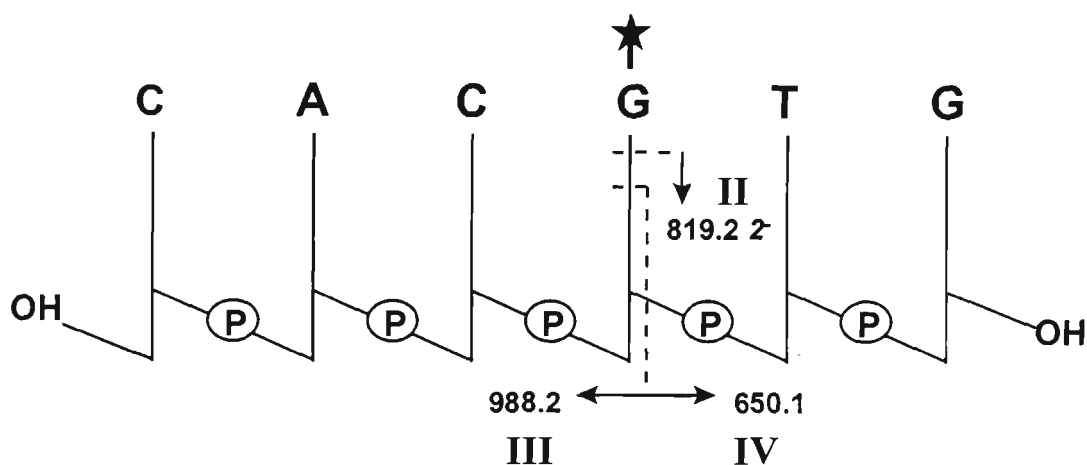 C A C G T G
II
819.2 2-
OH P P P P P OH
988.2 650.1
III IV